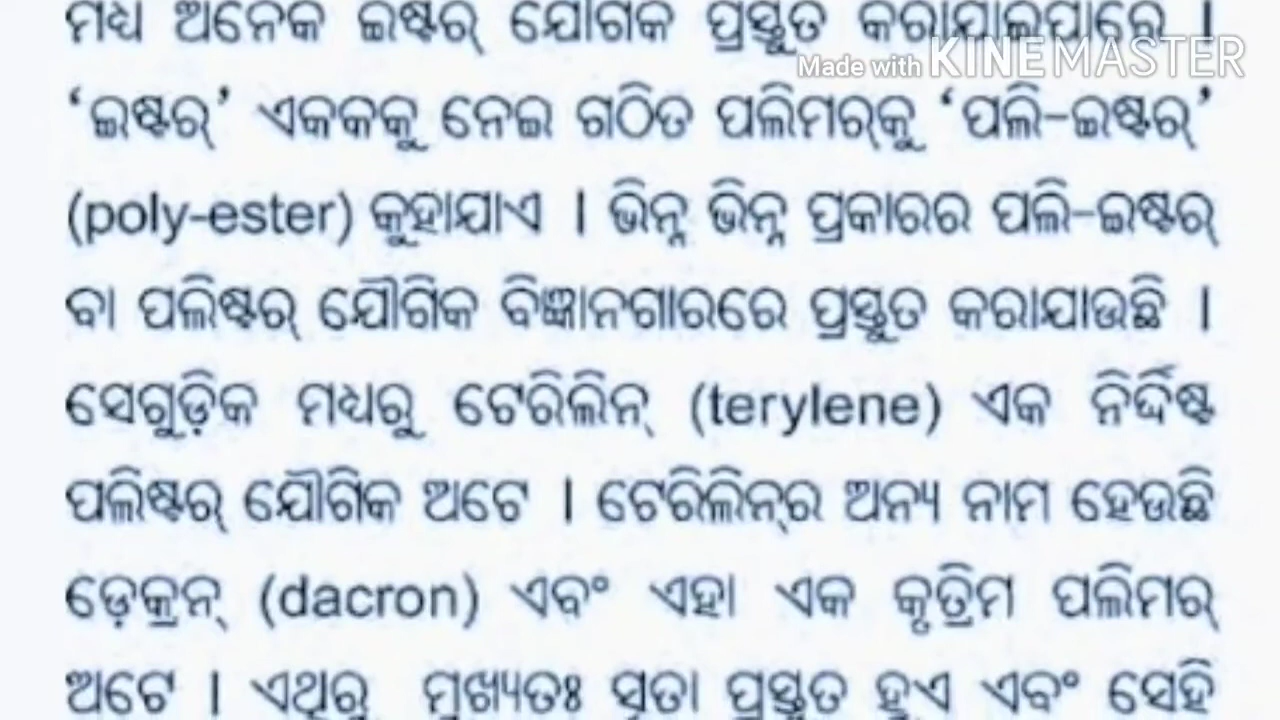 ମଧ୍ୟ ଅନେକ ଇଷ୍ଟର୍ ଯୌଗିକ ପ୍ରସ୍ତୁତ କରାଯାଇପାରେ ।
Made with KINEMASTER
‘ଇଷ୍ଟର୍’ ଏକକକୁ ନେଇ ଗଠିତ ପଲିମର୍‌କୁ ‘ପଲି-ଇଷ୍ଟର୍’
(poly-ester) କୁହାଯାଏ । ଭିନ୍ନ ଭିନ୍ନ ପ୍ରକାରର ପଲି-ଇଷ୍ଟର୍
ବା ପଲିଷ୍ଟର୍ ଯୌଗିକ ବିଜ୍ଞାନଗାରରେ ପ୍ରସ୍ତୁତ କରାଯାଉଛି ।
ସେଗୁଡ଼ିକ ମଧ୍ୟରୁ ଟେରିଲିନ୍ (terylene) ଏକ ନିର୍ଦ୍ଦିଷ୍ଟ
ପଲିଷ୍ଟର୍ ଯୌଗିକ ଅଟେ । ଟେରିଲିନ୍‌ର ଅନ୍ୟ ନାମ ହେଉଛି
ଡ଼େକ୍ରନ୍ (dacron) ଏବଂ ଏହା ଏକ କୃତ୍ରିମ ପଲିମର୍
ଅଟେ । ଏଥିରୁ ମୁଖ୍ୟତଃ ସୂତା ପ୍ରସ୍ତୁତ ହୁଏ ଏବଂ ସେହି